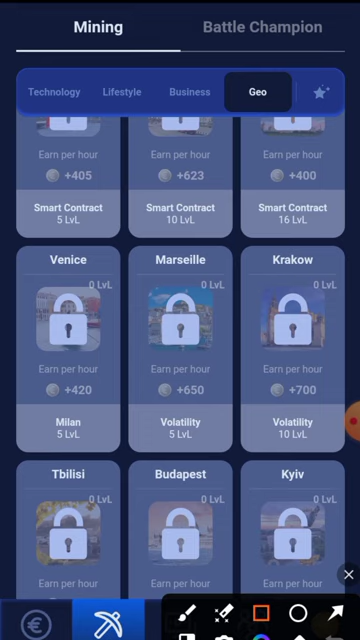 Mining
Battle Champion
Technology
Lifestyle
Business
Geo
Earn per hour
Earn per hour
Earn per hour
+405
+623
+400
Smart Contract
5 LvL
Smart Contract
10 LvL
Smart Contract
16 LvL
Venice
Marseille
Krakow
0 LvL
0 LvL
0 LvL
Earn per hour
Earn per hour
Earn per hour
+420
+650
+700
Milan
5 LvL
Volatility
5 LvL
Volatility
10 LvL
Tbilisi
Budapest
Kyiv
0 LvL
0 LvL
0 LvL
Earn per hour
Earn per hour
Earn per hour